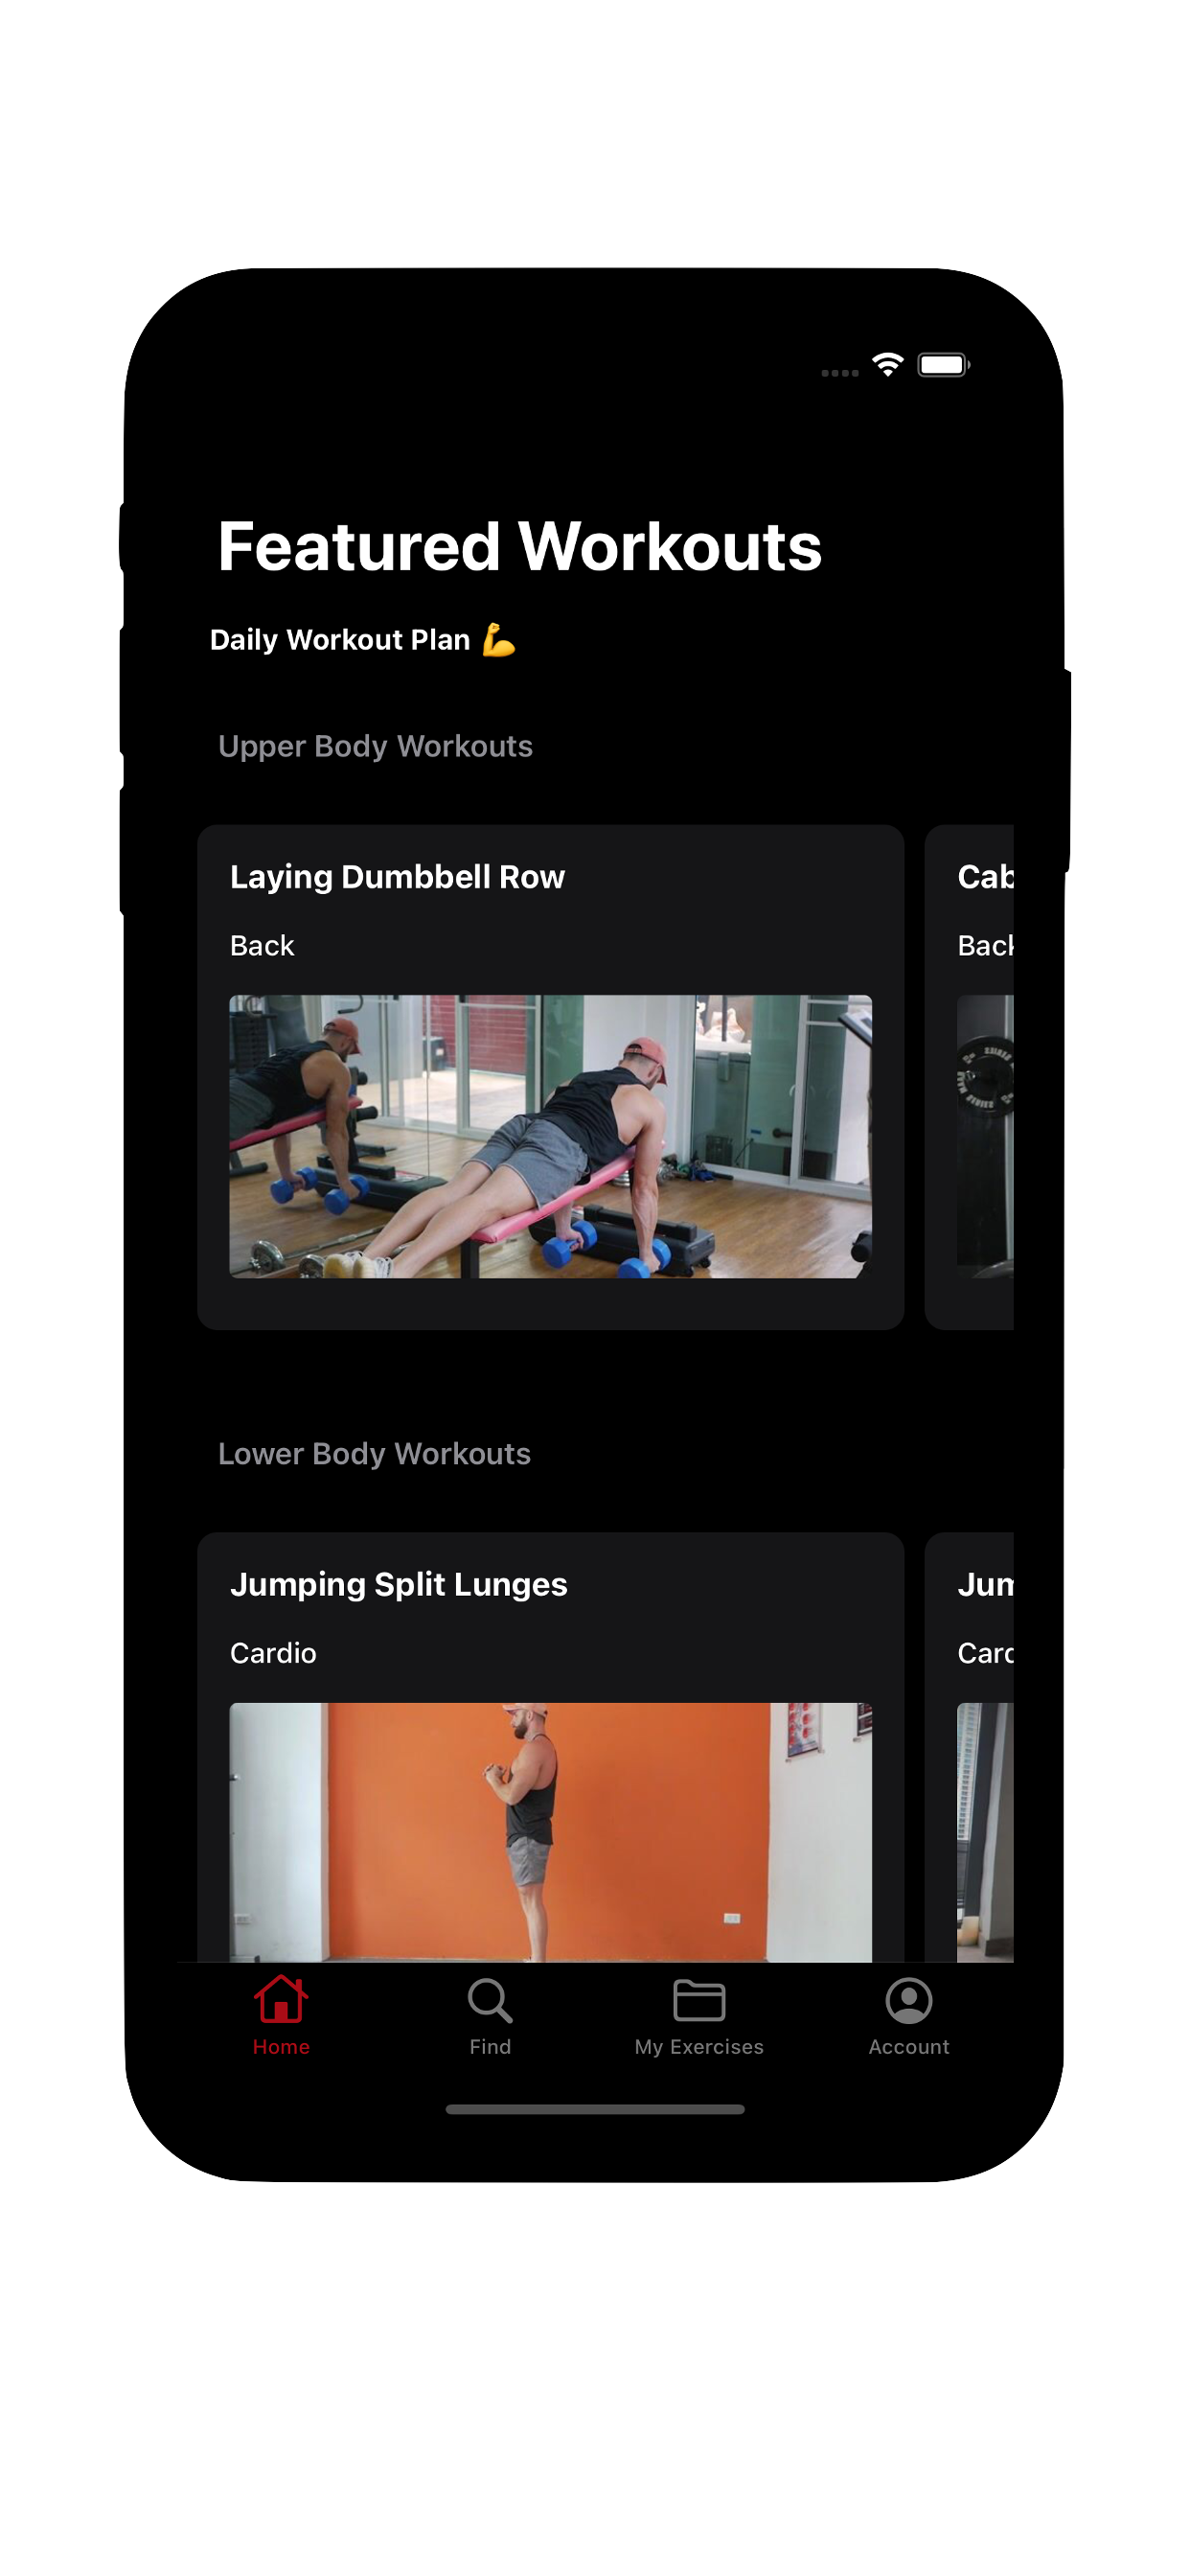 Featured Workouts
Daily Workout Plan 💪
Upper Body Workouts
Laying Dumbbell Row
Back
Cab
Back
Lower Body Workouts
Jumping Split Lunges
Cardio
Jum
Card
Home
Find
My Exercises
Account